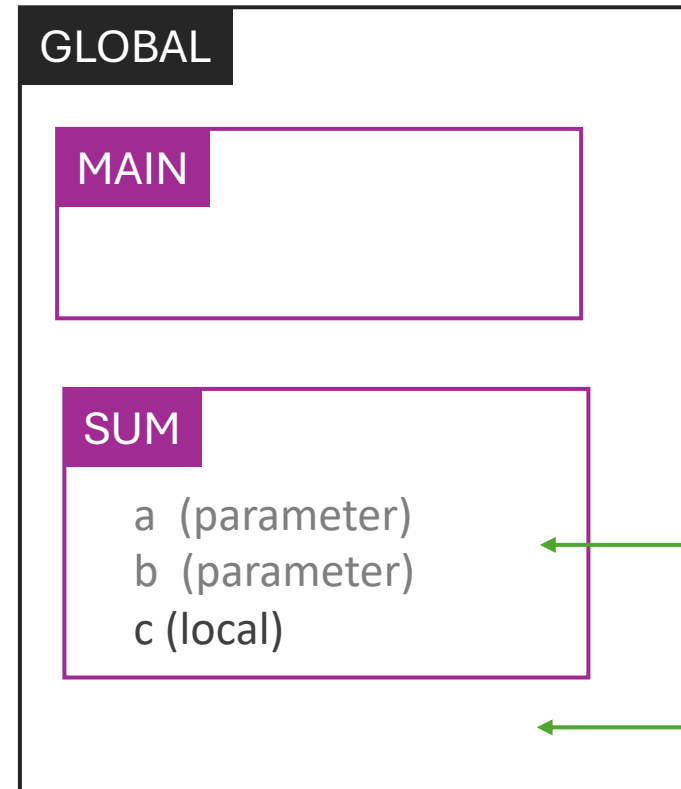 GLOBAL
MAIN
SUM
a (parameter)
b (parameter)
c (local)